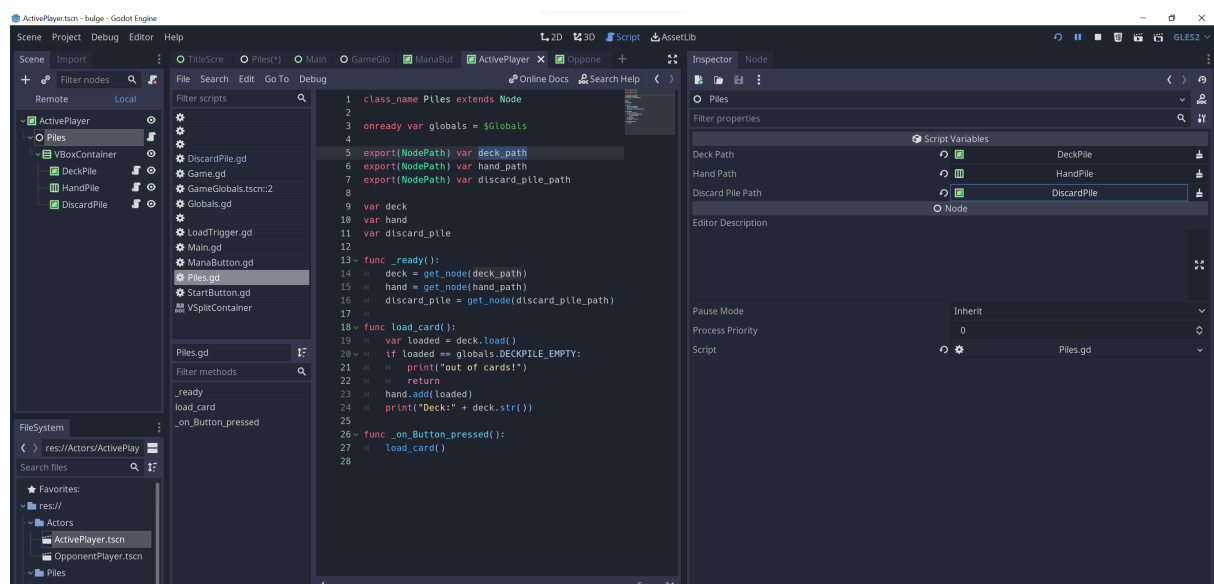 ActivePlayer.tscn - bulge - Godot Engine
Scene Project Debug Editor Help
2D 3D Script AssetLib
GLES2
Scene Import
Filter nodes
Remote Local
ActivePlayer
Piles
VBoxContainer
DeckPile
HandPile
DiscardPile
FileSystem
res://Actors/ActivePlay
Search files
Favorites:
res://
Actors
ActivePlayer.tscn
OpponentPlayer.tscn
Piles
TitleScre Piles(*) Main GameGlo ManaBut ActivePlayer Oppone
File Search Edit Go To Debug
Online Docs Search Help
Filter scripts
DiscardPile.gd
Game.gd
GameGlobals.tscn::2
Globals.gd
LoadTrigger.gd
Main.gd
ManaButton.gd
Piles.gd
StartButton.gd
VSplitContainer
Piles.gd
Filter methods
_ready
load_card
_on_Button_pressed
1 class_name Piles extends Node
2
3 onready var globals = $Globals
4
5 export(NodePath) var deck_path
6 export(NodePath) var hand_path
7 export(NodePath) var discard_pile_path
8
9 var deck
10 var hand
11 var discard_pile
12
13 func _ready():
14 deck = get_node(deck_path)
15 hand = get_node(hand_path)
16 discard_pile = get_node(discard_pile_path)
17
18 func load_card():
19 var loaded = deck.load()
20 if loaded == globals.DECKPILE_EMPTY:
21 print("out of cards!")
22 return
23 hand.add(loaded)
24 print("Deck:" + deck.str())
25
26 func _on_Button_pressed():
27 load_card()
28
Inspector Node
Piles
Filter properties
Script Variables
Deck Path DeckPile
Hand Path HandPile
Discard Pile Path DiscardPile
Node
Editor Description
Pause Mode Inherit
Process Priority 0
Script Piles.gd